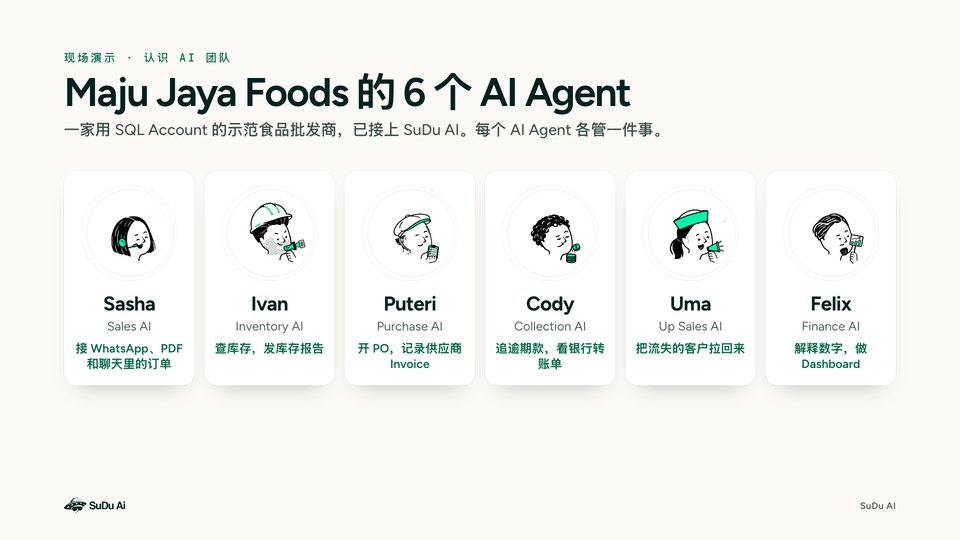 现场演示 · 认识 AI 团队
Maju Jaya Foods 的 6 个 AI Agent
一家用 SQL Account 的示范食品批发商，已接上 SuDu AI。每个 AI Agent 各管一件事。
Sasha
Sales AI
接 WhatsApp、PDF
和聊天里的订单
Ivan
Inventory AI
查库存，发库存报告
Puteri
Purchase AI
开 PO，记录供应商
Invoice
Cody
Collection AI
追逾期款，看银行转
账单
Uma
Up Sales AI
把流失的客户拉回来
Felix
Finance AI
解释数字，做
Dashboard
SuDu Ai
SuDu AI